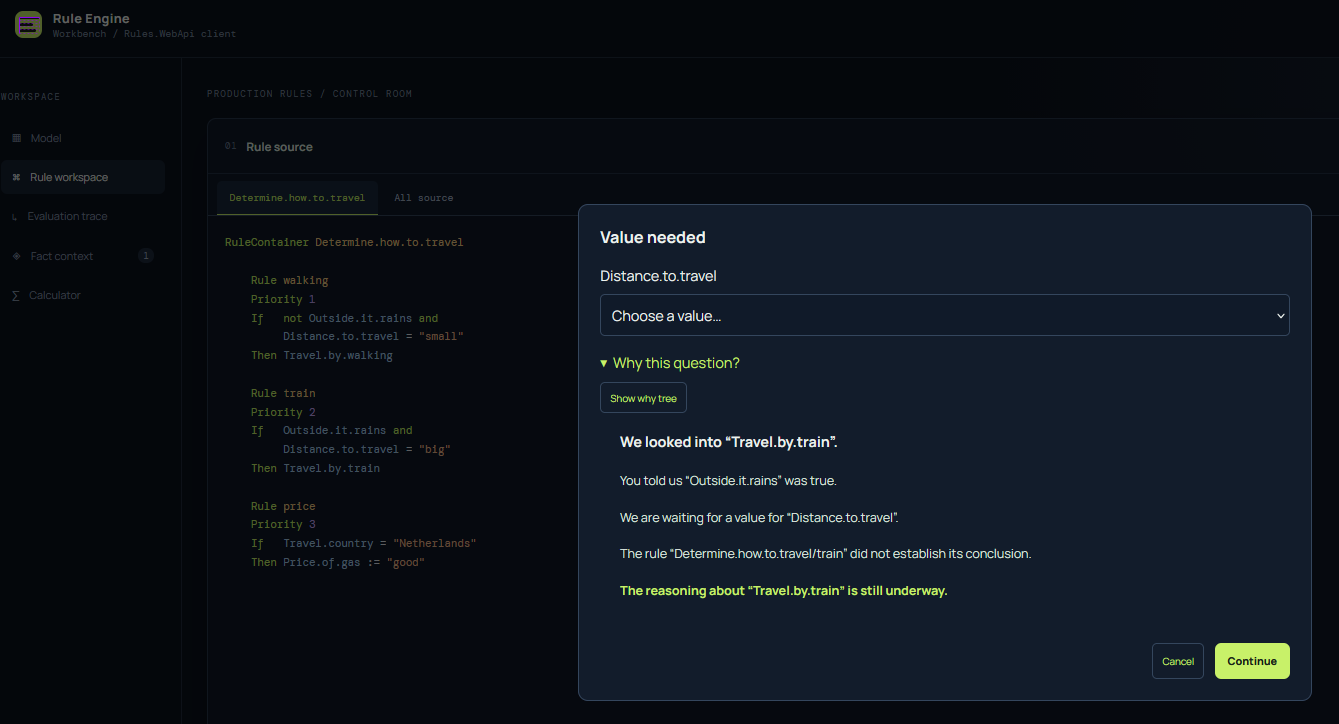 Rule Engine
Workbench / Rules.WebApi client
WORKSPACE
Model
Rule workspace
Evaluation trace
Fact context 1
Calculator
PRODUCTION RULES / CONTROL ROOM
01 Rule source
Determine.how.to.travel All source
RuleContainer Determine.how.to.travel
Rule walking
Priority 1
If not Outside.it.rains and
Distance.to.travel = "small"
Then Travel.by.walking
Rule train
Priority 2
If Outside.it.rains and
Distance.to.travel = "big"
Then Travel.by.train
Rule price
Priority 3
If Travel.country = "Netherlands"
Then Price.of.gas := "good"
Value needed
Distance.to.travel
Choose a value...
▾ Why this question?
Show why tree
We looked into “Travel.by.train”.
You told us “Outside.it.rains” was true.
We are waiting for a value for “Distance.to.travel”.
The rule “Determine.how.to.travel/train” did not establish its conclusion.
The reasoning about “Travel.by.train” is still underway.
Cancel Continue